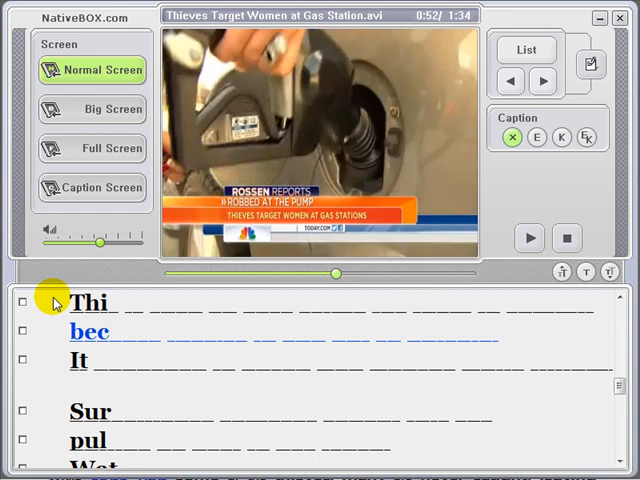 NativeBOX.com
Thieves Target Women at Gas Station.avi
0:52/ 1:34
Screen
Normal Screen
Big Screen
Full Screen
Caption Screen
List
Caption
× E K EK
ROSSEN REPORTS
»ROBBED AT THE PUMP
THIEVES TARGET WOMEN AT GAS STATIONS
TODAY.com
T T T
Thi
bec
It
Sur
pul